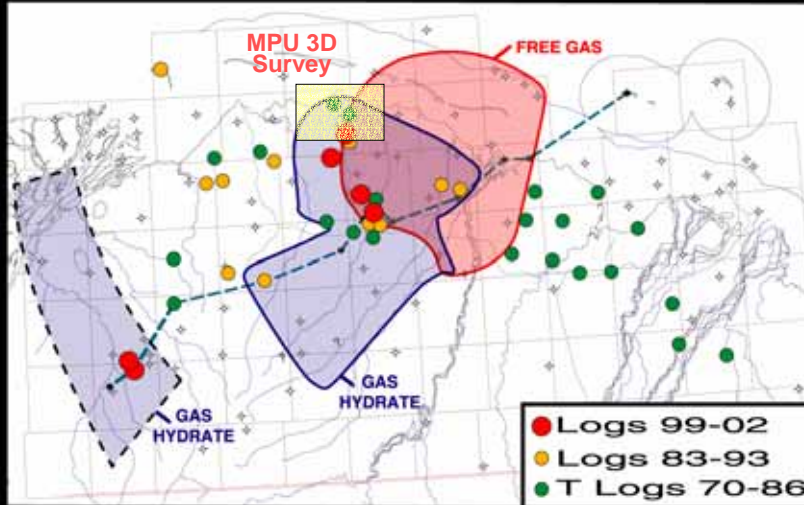 MPU 3D
Survey
FREE GAS
GAS
HYDRATE
GAS
HYDRATE
Logs 99-02
Logs 83-93
T Logs 70-86